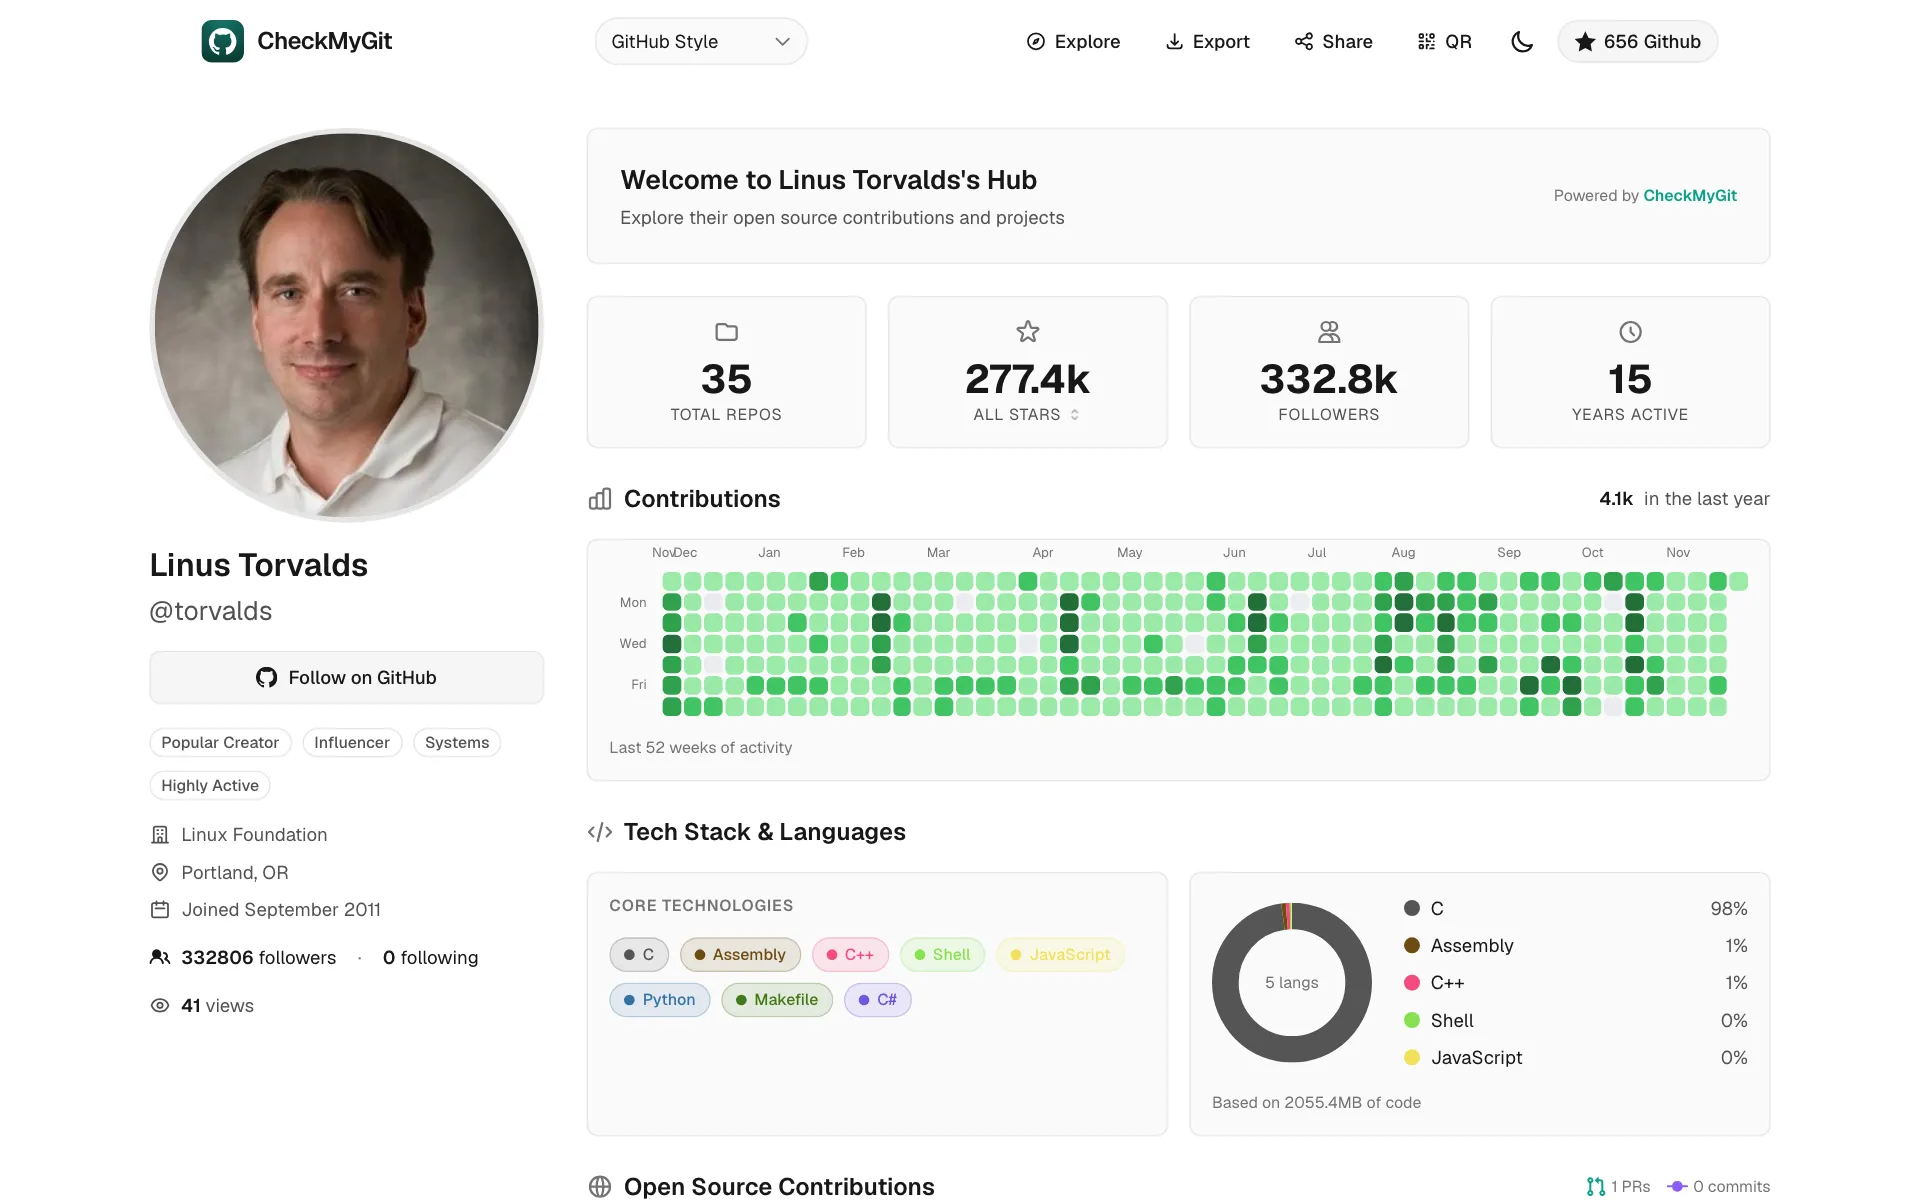 CheckMyGit
GitHub Style
Explore
Export
Share
QR
656 Github
Linus Torvalds
@torvalds
Follow on GitHub
Popular Creator
Influencer
Systems
Highly Active
Linux Foundation
Portland, OR
Joined September 2011
332806 followers · 0 following
41 views
Welcome to Linus Torvalds's Hub
Explore their open source contributions and projects
Powered by CheckMyGit
35
TOTAL REPOS
277.4k
ALL STARS
332.8k
FOLLOWERS
15
YEARS ACTIVE
Contributions
4.1k in the last year
Nov Dec Jan Feb Mar Apr May Jun Jul Aug Sep Oct Nov
Mon
Wed
Fri
Last 52 weeks of activity
</> Tech Stack & Languages
CORE TECHNOLOGIES
C
Assembly
C++
Shell
JavaScript
Python
Makefile
C#
5 langs
C 98%
Assembly 1%
C++ 1%
Shell 0%
JavaScript 0%
Based on 2055.4MB of code
Open Source Contributions
1 PRs
0 commits